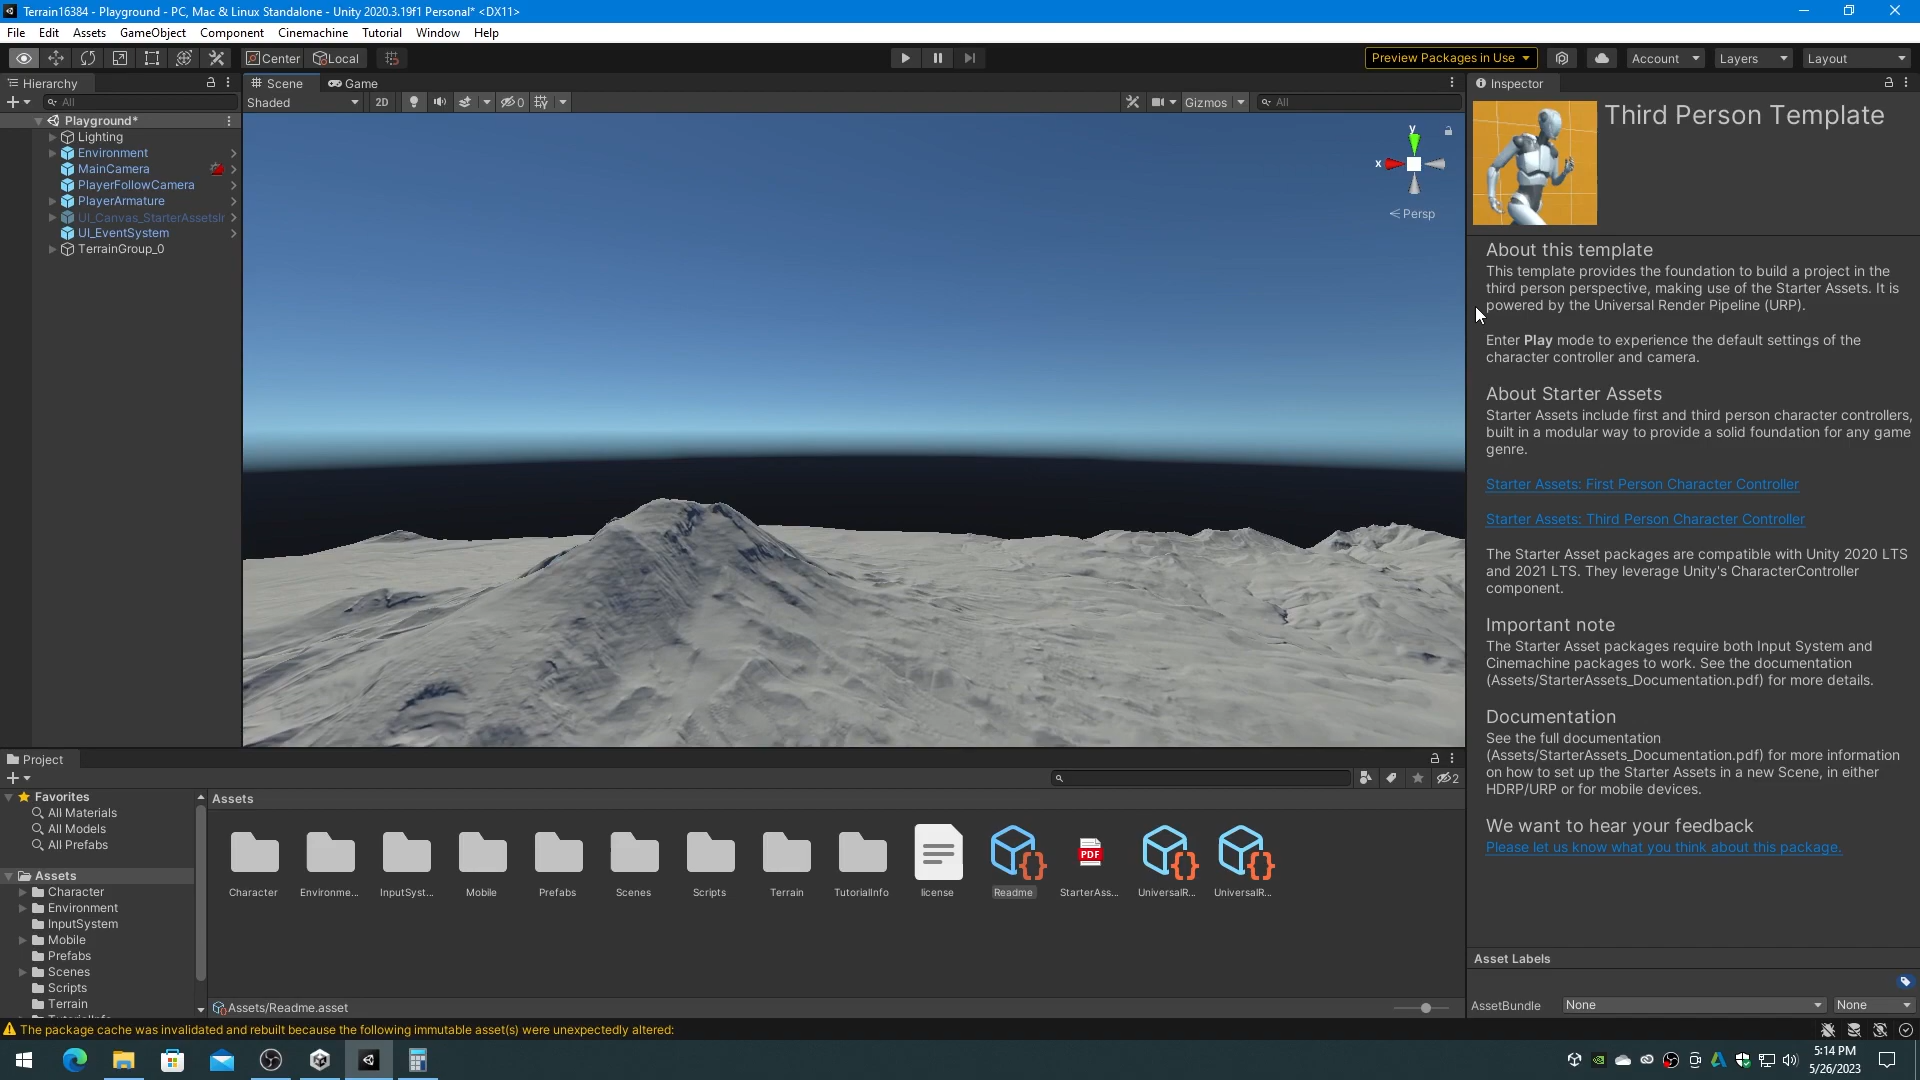 Terrain16384 - Playground - PC, Mac & Linux Standalone - Unity 2020.3.19f1 Personal* <DX11>
File Edit Assets GameObject Component Cinemachine Tutorial Window Help
Center Local Preview Packages in Use Account Layers Layout
Hierarchy
All
Playground*
Lighting
Environment
MainCamera
PlayerFollowCamera
PlayerArmature
UI_Canvas_StarterAssetsIr
UI_EventSystem
TerrainGroup_0
Scene Game
Shaded 2D 0 Gizmos All
y
x
Persp
Inspector
Third Person Template
About this template
This template provides the foundation to build a project in the
third person perspective, making use of the Starter Assets. It is
powered by the Universal Render Pipeline (URP).
Enter Play mode to experience the default settings of the
character controller and camera.
About Starter Assets
Starter Assets include first and third person character controllers,
built in a modular way to provide a solid foundation for any game
genre.
Starter Assets: First Person Character Controller
Starter Assets: Third Person Character Controller
The Starter Asset packages are compatible with Unity 2020 LTS
and 2021 LTS. They leverage Unity's CharacterController
component.
Important note
The Starter Asset packages require both Input System and
Cinemachine packages to work. See the documentation
(Assets/StarterAssets_Documentation.pdf) for more details.
Documentation
See the full documentation
(Assets/StarterAssets_Documentation.pdf) for more information
on how to set up the Starter Assets in a new Scene, in either
HDRP/URP or for mobile devices.
We want to hear your feedback
Please let us know what you think about this package.
Asset Labels
AssetBundle None None
Project
2
Favorites
All Materials
All Models
All Prefabs
Assets
Character
Environment
InputSystem
Mobile
Prefabs
Scenes
Scripts
Terrain
Assets
PDF
Character Environme... InputSyst... Mobile Prefabs Scenes Scripts Terrain TutorialInfo license Readme StarterAss... UniversalR... UniversalR...
Assets/Readme.asset
The package cache was invalidated and rebuilt because the following immutable asset(s) were unexpectedly altered:
5:14 PM
5/26/2023